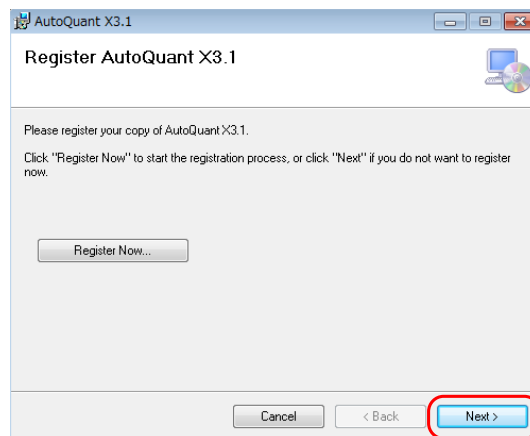 AutoQuant X3.1
Register AutoQuant X3.1
Please register your copy of AutoQuant X3.1.
Click "Register Now" to start the registration process, or click "Next" if you do not want to register
now.
Register Now...
Cancel
< Back
Next >